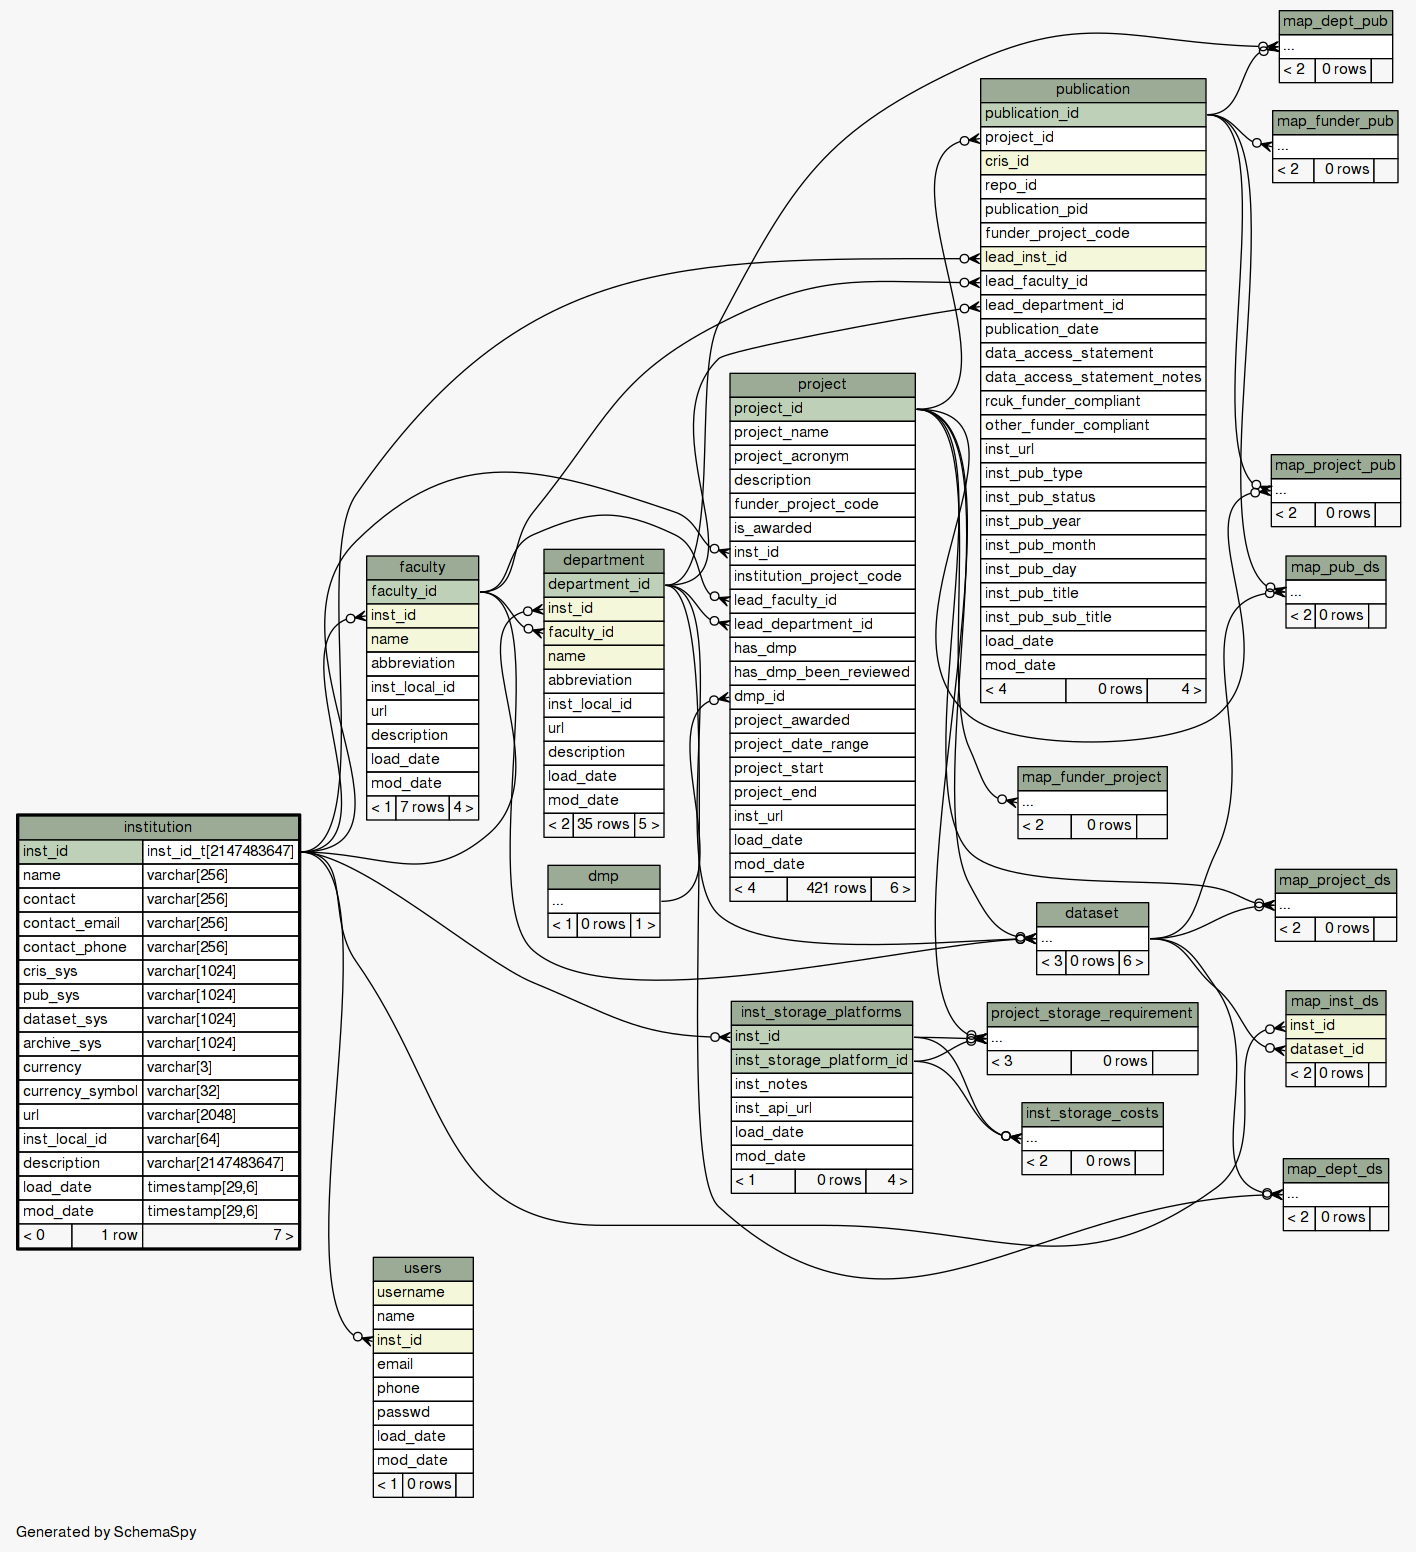 map_dept_pub
...
< 2 0 rows
publication
publication_id
project_id
cris_id
repo_id
publication_pid
funder_project_code
lead_inst_id
lead_faculty_id
lead_department_id
publication_date
data_access_statement
data_access_statement_notes
rcuk_funder_compliant
other_funder_compliant
inst_url
inst_pub_type
inst_pub_status
inst_pub_year
inst_pub_month
inst_pub_day
inst_pub_title
inst_pub_sub_title
load_date
mod_date
< 4 0 rows 4 >
map_funder_pub
...
< 2 0 rows
project
project_id
project_name
project_acronym
description
funder_project_code
is_awarded
inst_id
institution_project_code
lead_faculty_id
lead_department_id
has_dmp
has_dmp_been_reviewed
dmp_id
project_awarded
project_date_range
project_start
project_end
inst_url
load_date
mod_date
< 4 421 rows 6 >
map_project_pub
...
< 2 0 rows
map_pub_ds
...
< 2 0 rows
faculty
faculty_id
inst_id
name
abbreviation
inst_local_id
url
description
load_date
mod_date
< 1 7 rows 4 >
department
department_id
inst_id
faculty_id
name
abbreviation
inst_local_id
url
description
load_date
mod_date
< 2 35 rows 5 >
map_funder_project
...
< 2 0 rows
institution
inst_id inst_id_t[2147483647]
name varchar[256]
contact varchar[256]
contact_email varchar[256]
contact_phone varchar[256]
cris_sys varchar[1024]
pub_sys varchar[1024]
dataset_sys varchar[1024]
archive_sys varchar[1024]
currency varchar[3]
currency_symbol varchar[32]
url varchar[2048]
inst_local_id varchar[64]
description varchar[2147483647]
load_date timestamp[29,6]
mod_date timestamp[29,6]
< 0 1 row 7 >
dmp
...
< 1 0 rows 1 >
map_project_ds
...
< 2 0 rows
dataset
...
< 3 0 rows 6 >
inst_storage_platforms
inst_id
inst_storage_platform_id
inst_notes
inst_api_url
load_date
mod_date
< 1 0 rows 4 >
project_storage_requirement
...
< 3 0 rows
map_inst_ds
inst_id
dataset_id
< 2 0 rows
inst_storage_costs
...
< 2 0 rows
map_dept_ds
...
< 2 0 rows
users
username
name
inst_id
email
phone
passwd
load_date
mod_date
< 1 0 rows
Generated by SchemaSpy